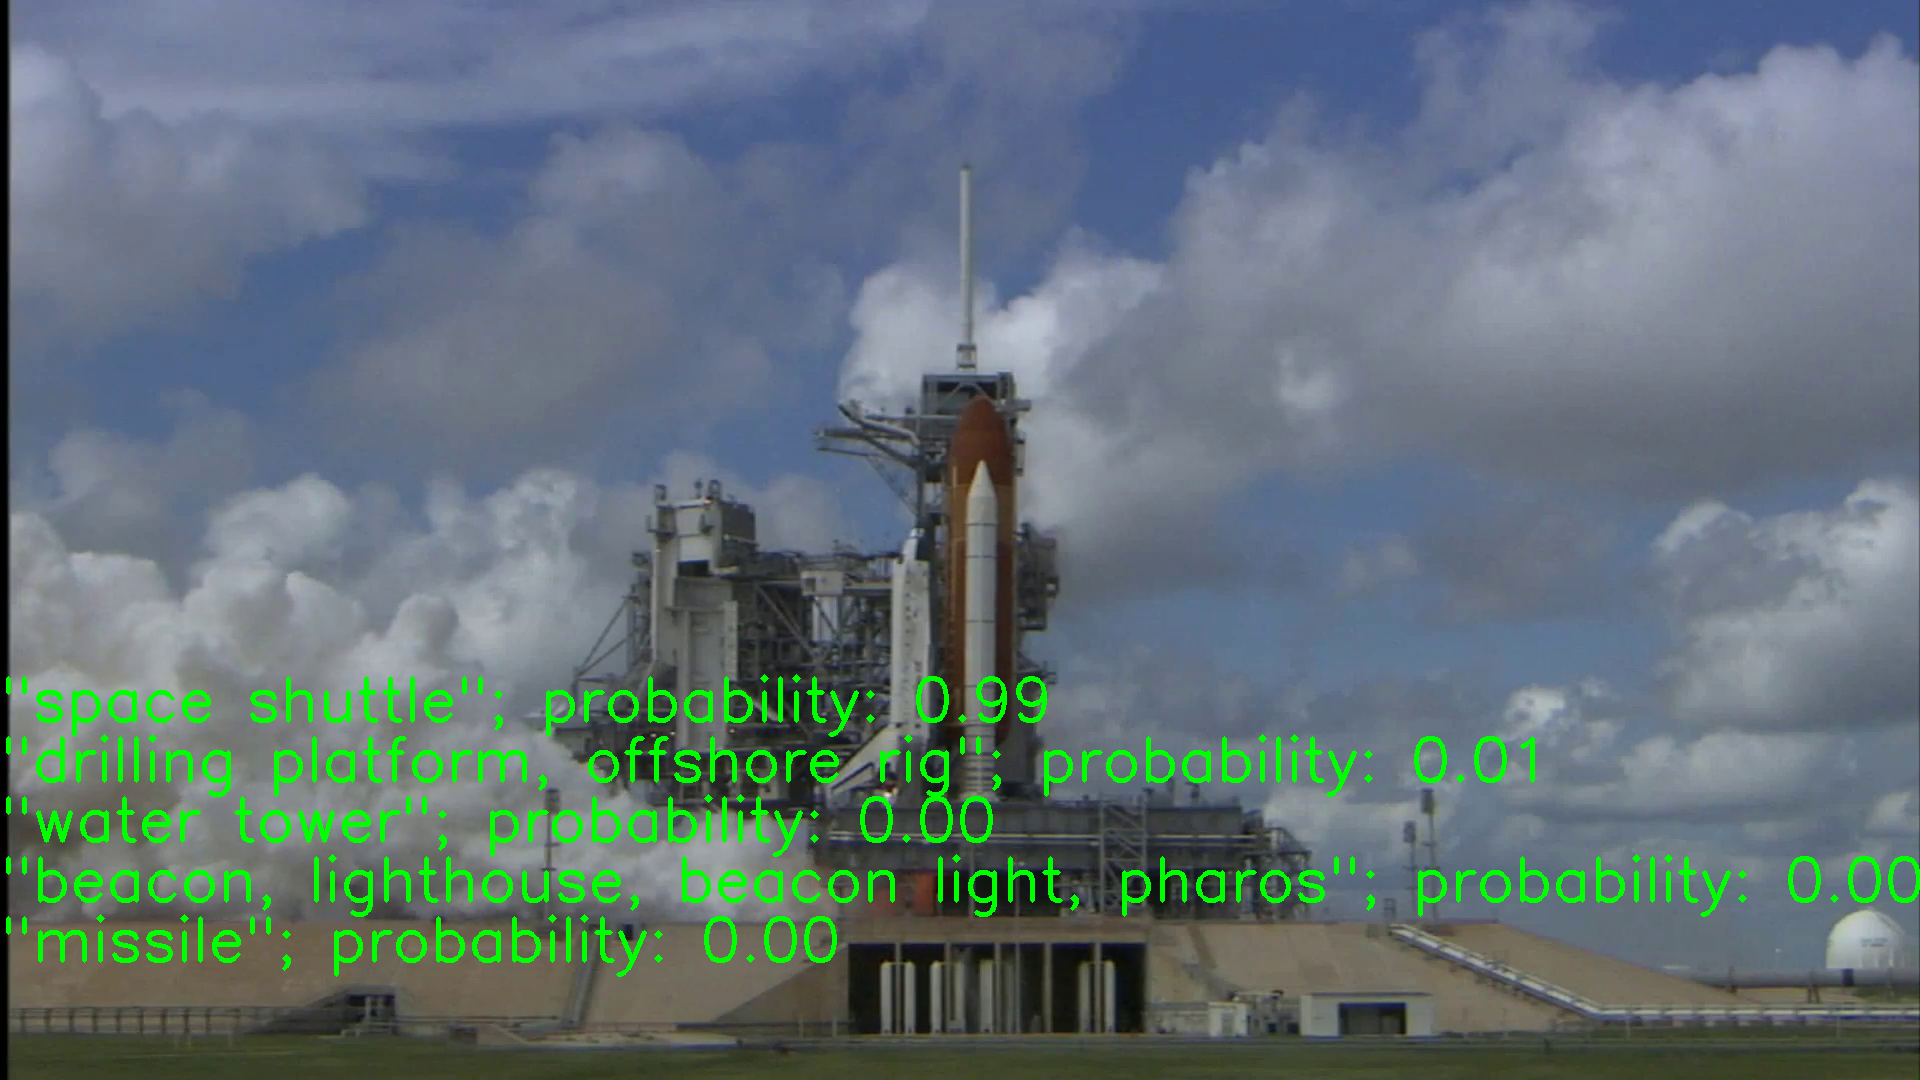 "space shuttle"; probability: 0.99
"drilling platform, offshore rig"; probability: 0.01
"water tower"; probability: 0.00
"beacon, lighthouse, beacon light, pharos"; probability: 0.00
"missile"; probability: 0.00